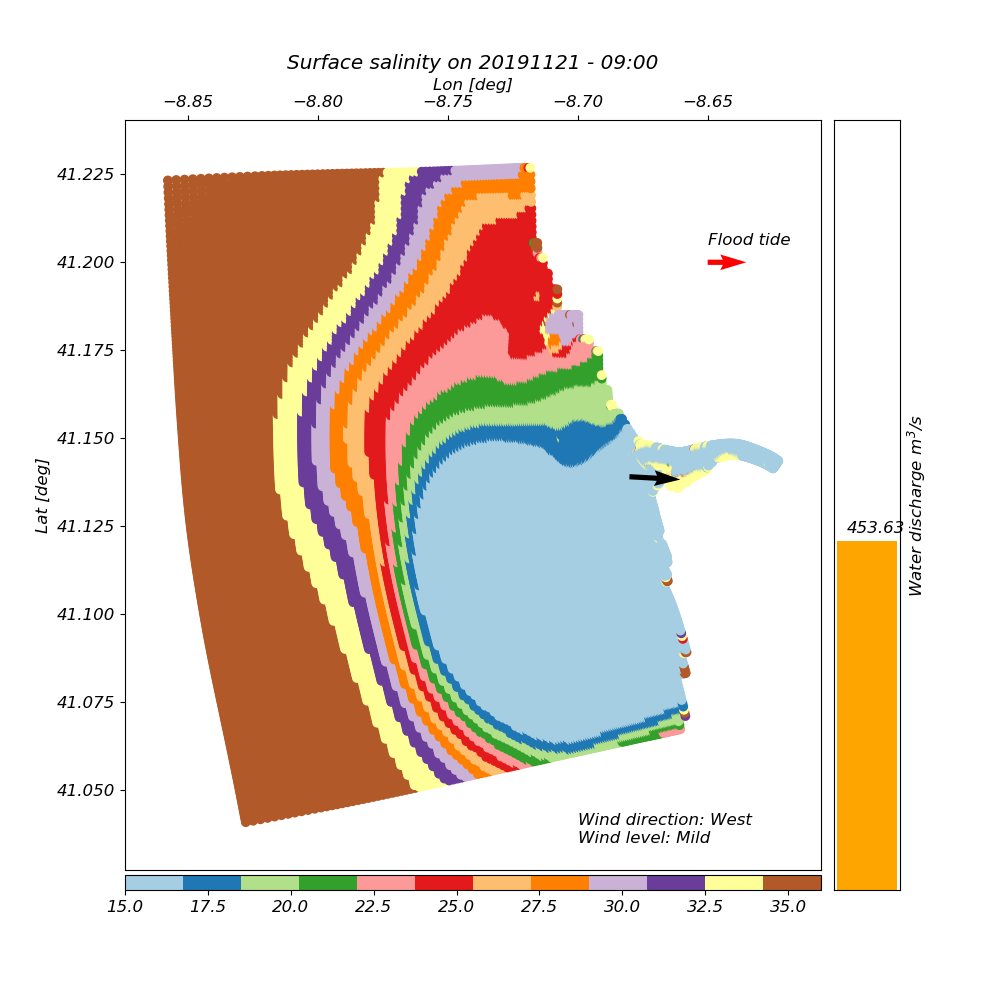 Surface salinity on 20191121 - 09:00
Lon [deg]
−8.85 −8.80 −8.75 −8.70 −8.65
41.225
41.200
41.175
41.150
41.125
41.100
41.075
41.050
Lat [deg]
Flood tide
Wind direction: West
Wind level: Mild
453.63
Water discharge m³/s
15.0 17.5 20.0 22.5 25.0 27.5 30.0 32.5 35.0